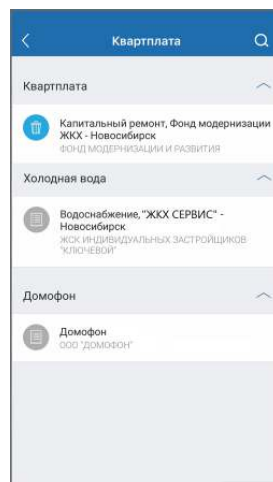 Квартплата
Квартплата
Капитальный ремонт, Фонд модернизации
ЖКХ - Новосибирск
ФОНД МОДЕРНИЗАЦИИ И РАЗВИТИЯ
Холодная вода
Водоснабжение, "ЖКХ СЕРВИС" -
Новосибирск
ЖСК ИНДИВИДУАЛЬНЫХ ЗАСТРОЙЩИКОВ
"КЛЮЧЕВОЙ"
Домофон
Домофон
ООО "ДОМОФОН"